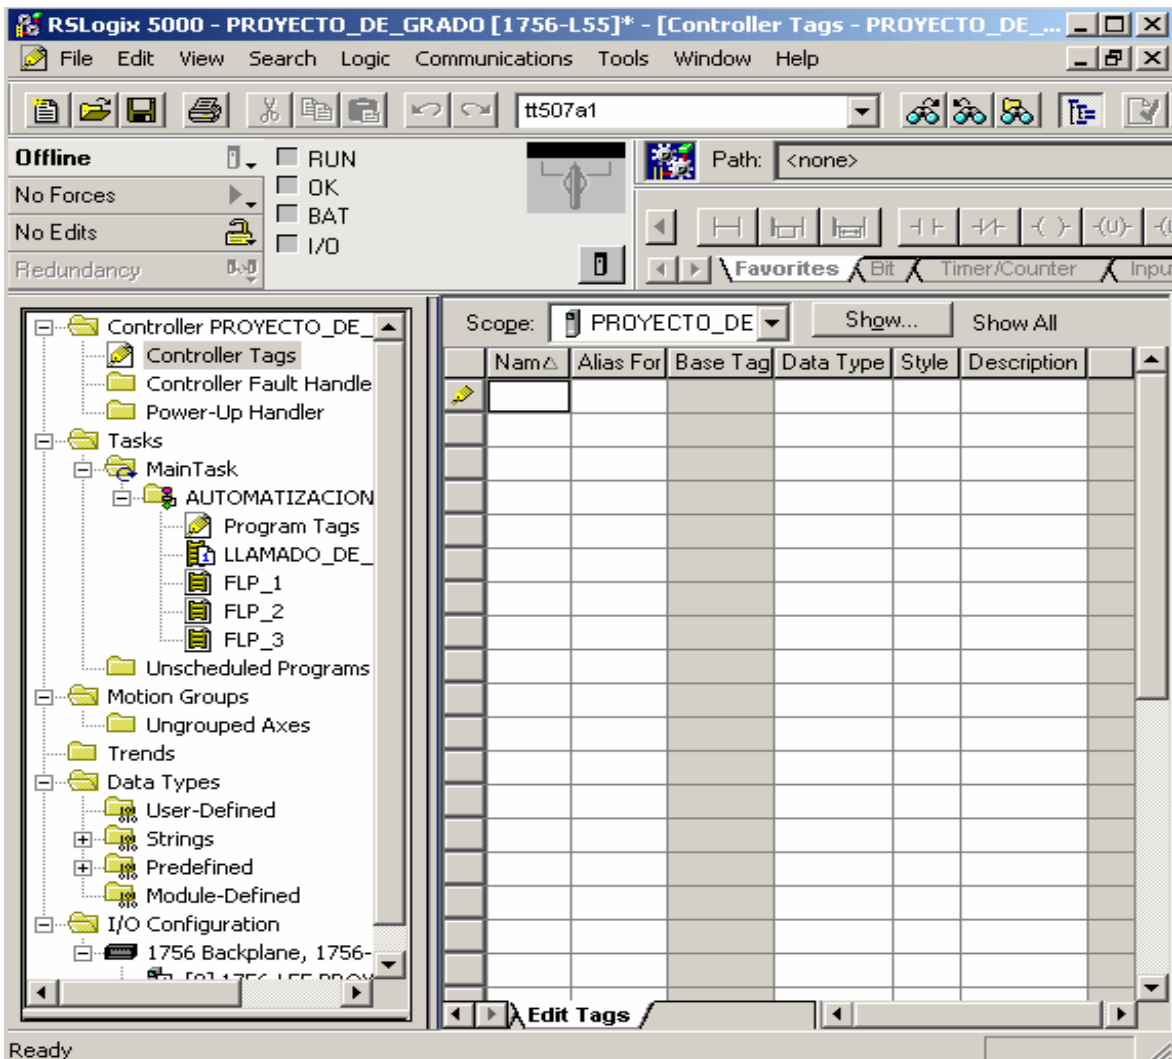 RSLogix 5000 - PROYECTO_DE_GRADO [1756-L55]* - [Controller Tags - PROYECTO_DE_...
File Edit View Search Logic Communications Tools Window Help
tt507a1
Offline
RUN
Path: <none>
No Forces
OK
BAT
No Edits
I/O
Redundancy
Favorites Bit Timer/Counter Inpu
Controller PROYECTO_DE_
Controller Tags
Controller Fault Handle
Power-Up Handler
Tasks
MainTask
AUTOMATIZACION
Program Tags
LLAMADO_DE_
FLP_1
FLP_2
FLP_3
Unscheduled Programs
Motion Groups
Ungrouped Axes
Trends
Data Types
User-Defined
Strings
Predefined
Module-Defined
I/O Configuration
1756 Backplane, 1756-
Scope: PROYECTO_DE Show... Show All
Nam Alias For Base Tag Data Type Style Description
Edit Tags
Ready